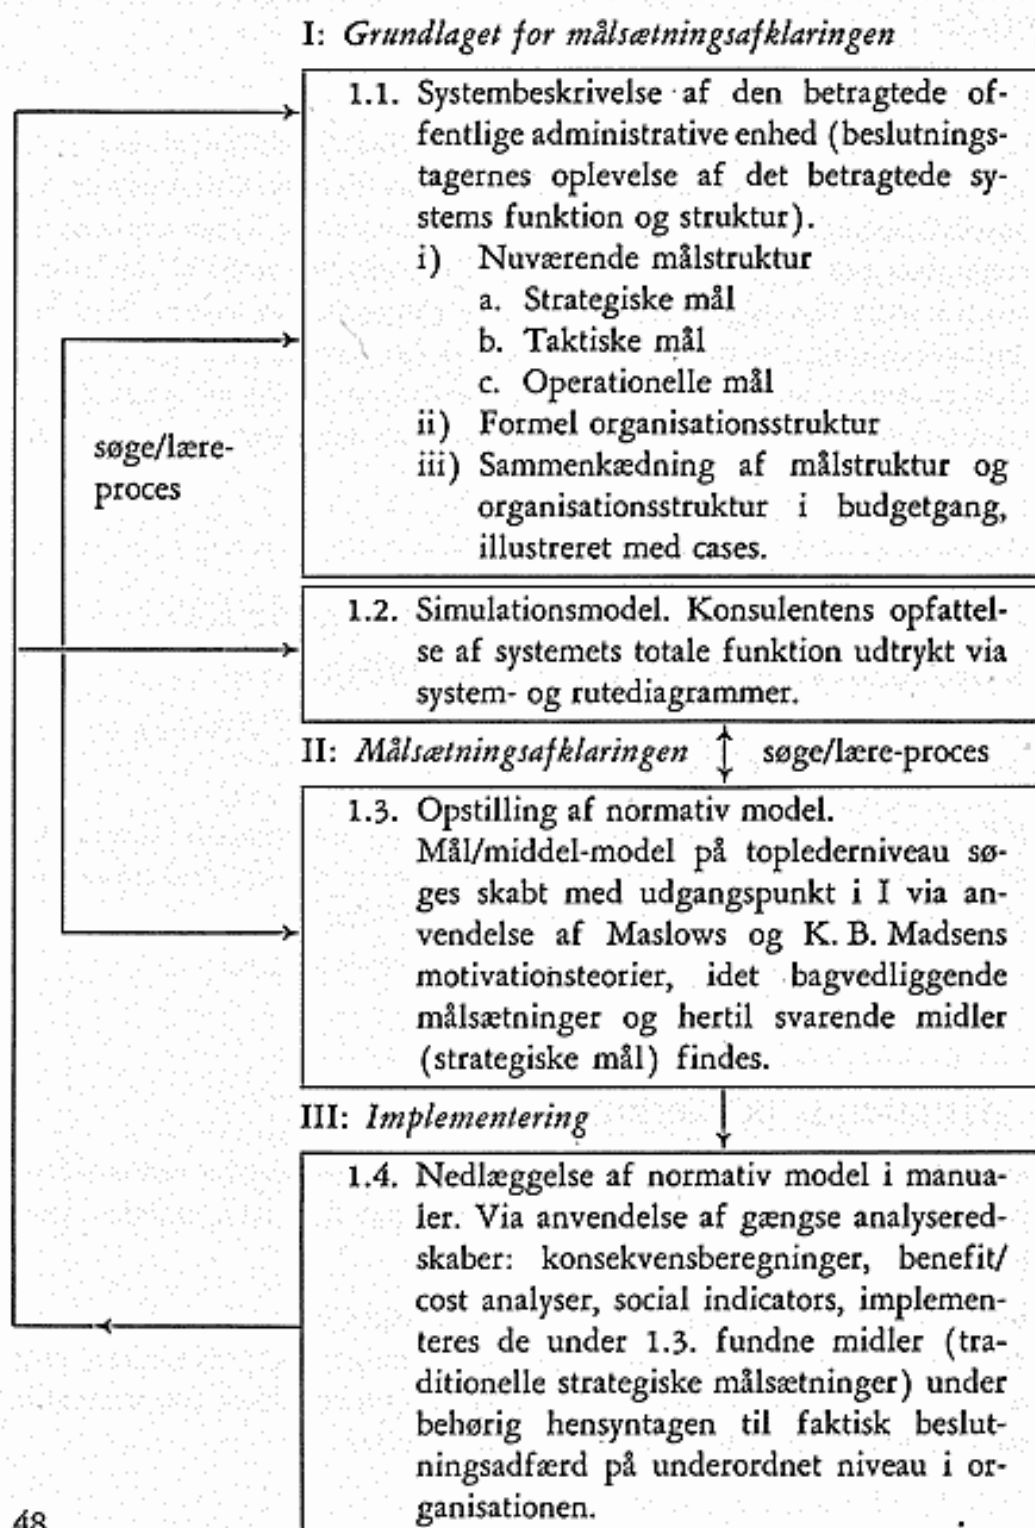 I: Grundlaget for målsætningsafklaringen
1.1. Systembeskrivelse af den betragtede of-
fentlige administrative enhed (beslutnings-
tagernes oplevelse af det betragtede sy-
stems funktion og struktur).
i) Nuværende målstruktur
a. Strategiske mål
b. Taktiske mål
c. Operationelle mål
ii) Formel organisationsstruktur
iii) Sammenkædning af målstruktur og
organisationsstruktur i budgetgang,
illustreret med cases.
søge/lære-
proces
1.2. Simulationsmodel. Konsulentens opfattel-
se af systemets totale funktion udtrykt via
system- og rutediagrammer.
II: Målsætningsafklaringen søge/lære-proces
1.3. Opstilling af normativ model.
Mål/middel-model på toplederniveau sø-
ges skabt med udgangspunkt i I via an-
vendelse af Maslows og K. B. Madsens
motivationsteorier, idet bagvedliggende
målsætninger og hertil svarende midler
(strategiske mål) findes.
III: Implementering
1.4. Nedlæggelse af normativ model i manua-
ler. Via anvendelse af gængse analysered-
skaber: konsekvensberegninger, benefit/
cost analyser, social indicators, implemen-
teres de under 1.3. fundne midler (tra-
ditionelle strategiske målsætninger) under
behørig hensyntagen til faktisk beslut-
ningsadfærd på underordnet niveau i or-
ganisationen.
48